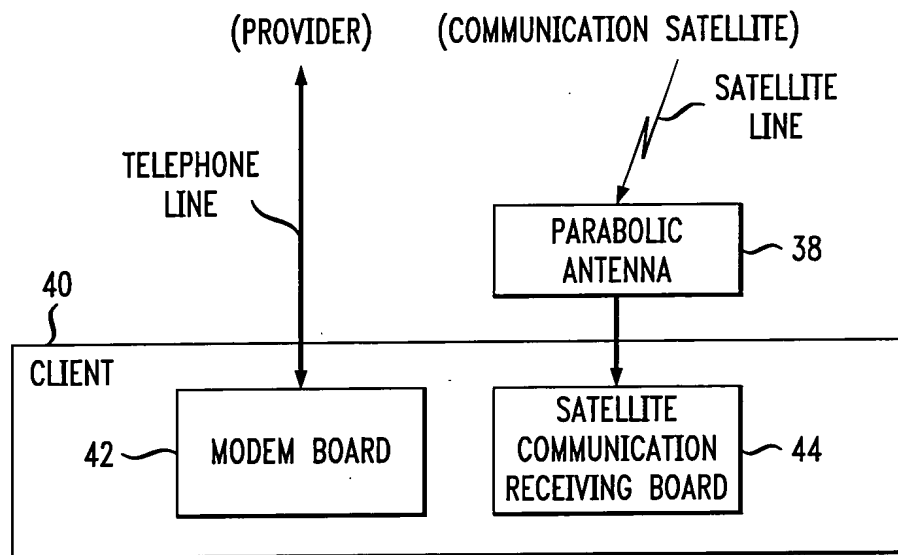 (PROVIDER)
(COMMUNICATION SATELLITE)
SATELLITE
LINE
TELEPHONE
LINE
PARABOLIC
ANTENNA
38
40
CLIENT
42
MODEM BOARD
SATELLITE
COMMUNICATION
RECEIVING BOARD
44